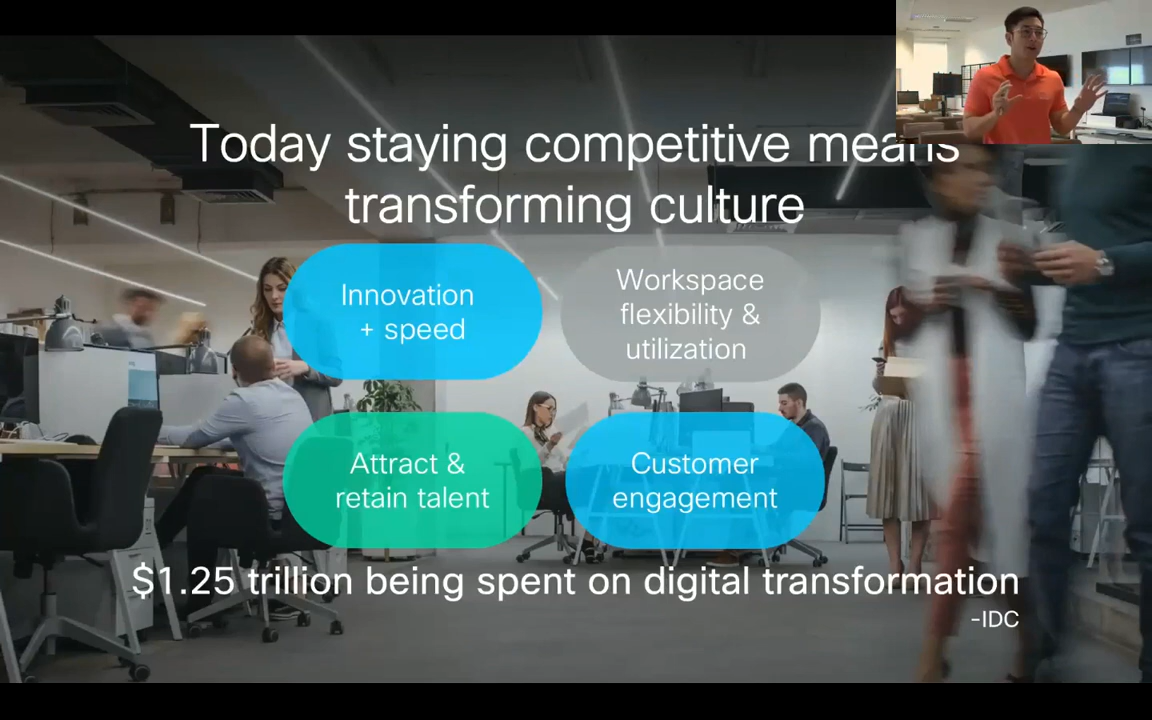 Today staying competitive means
transforming culture
Innovation
+ speed
Workspace
flexibility &
utilization
Attract &
retain talent
Customer
engagement
$1.25 trillion being spent on digital transformation
-IDC